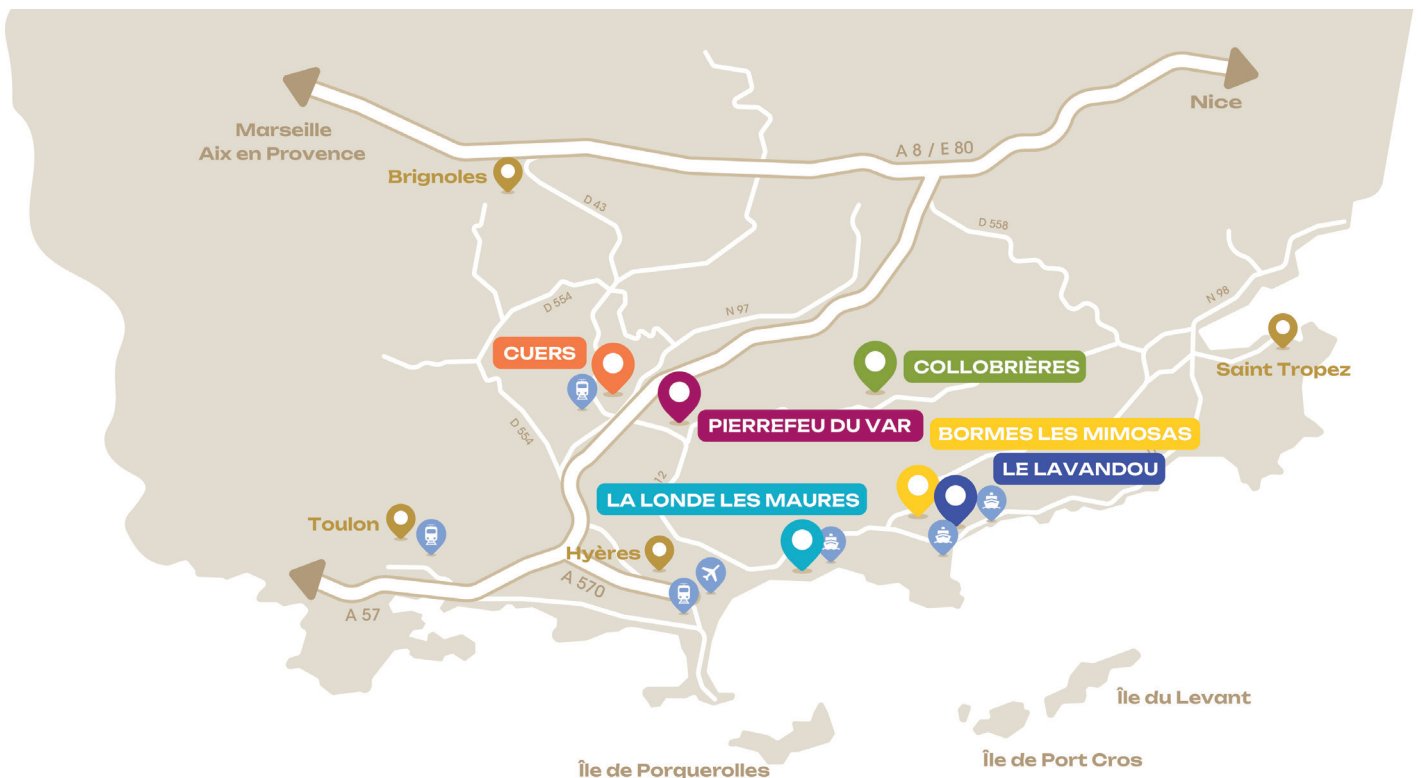 Marseille
Aix en Provence
Nice
A 8 / E 80
Brignoles
D 43
D 558
D 554
N 97
N 98
CUERS
COLLOBRIÈRES
Saint Tropez
PIERREFEU DU VAR
BORMES LES MIMOSAS
D 554
LE LAVANDOU
12
LA LONDE LES MAURES
Toulon
Hyères
A 570
A 57
Île du Levant
Île de Port Cros
Île de Porquerolles